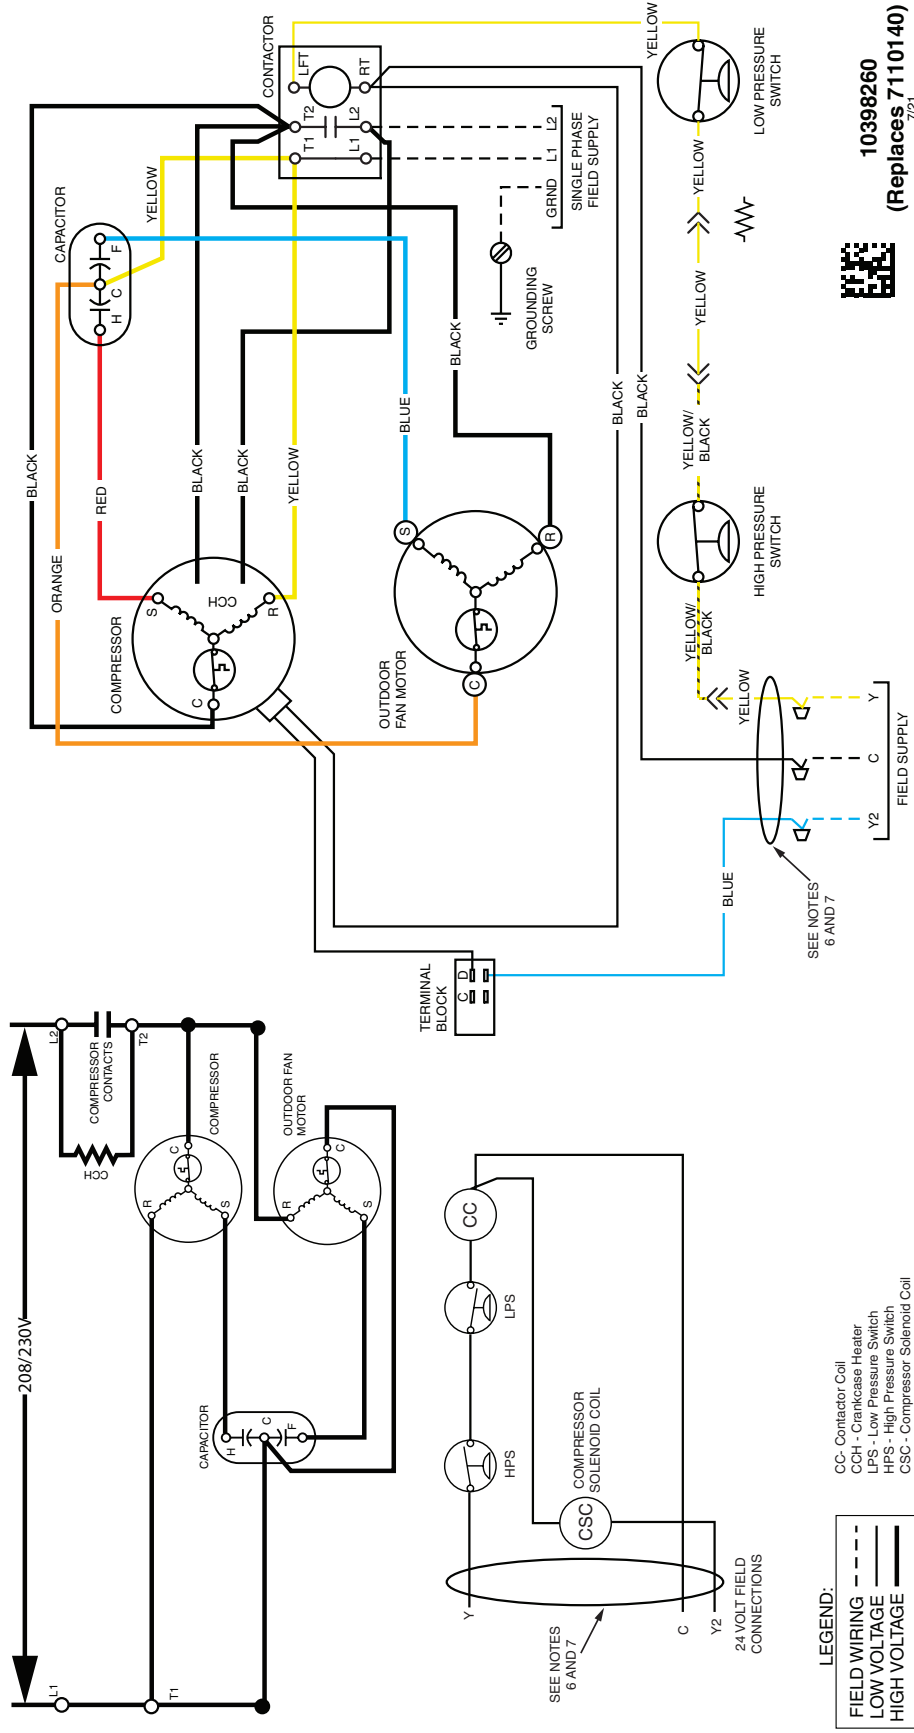 208/230V
L1
T1
L2
T2
COMPRESSOR
CONTACTS
CCH
COMPRESSOR
R
S
C
OUTDOOR FAN
MOTOR
R
S
C
CAPACITOR
H
C
F
Y
HPS
LPS
CC
COMPRESSOR
SOLENOID COIL
CSC
C
Y2
24 VOLT FIELD
CONNECTIONS
SEE NOTES
6 AND 7
LEGEND:
FIELD WIRING
LOW VOLTAGE
HIGH VOLTAGE
CC- Contactor Coil
CCH - Crankcase Heater
LPS - Low Pressure Switch
HPS - High Pressure Switch
CSC - Compressor Solenoid Coil
BLACK
ORANGE
RED
BLACK
BLACK
YELLOW
CAPACITOR
H
C
F
YELLOW
CONTACTOR
LFT
RT
T2
L2
T1
L1
COMPRESSOR
S
R
C
CCH
OUTDOOR
FAN MOTOR
S
R
C
BLUE
BLACK
GRND
L1
L2
SINGLE PHASE
FIELD SUPPLY
GROUNDING
SCREW
BLACK
BLACK
TERMINAL
BLOCK
C
D
BLUE
YELLOW
LOW PRESSURE
SWITCH
YELLOW
YELLOW
YELLOW/
BLACK
HIGH PRESSURE
SWITCH
YELLOW/
BLACK
YELLOW
SEE NOTES
6 AND 7
Y2
C
Y
FIELD SUPPLY
10398260
(Replaces 7110140)
7/21